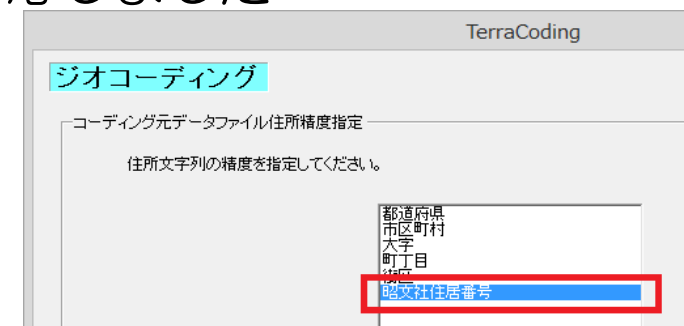 TerraCoding
ジオコーディング
コーディング元データファイル住所精度指定
住所文字列の精度を指定してください。
都道府県
市区町村
大字
町丁目
街区
昭文社住居番号